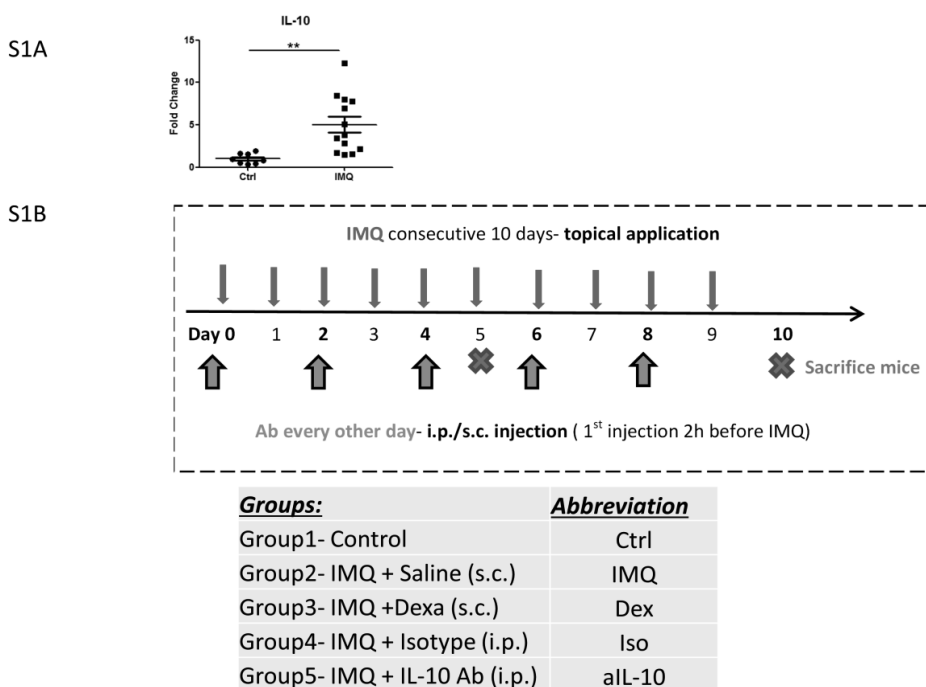 S1A
IL-10
**
Fold Change
15
10
5
0
Ctrl
IMQ
S1B
IMQ consecutive 10 days- topical application
Day 0 1 2 3 4 5 6 7 8 9 10
Sacrifice mice
Ab every other day- i.p./s.c. injection ( 1st injection 2h before IMQ)
Groups: Abbreviation
Group1- Control Ctrl
Group2- IMQ + Saline (s.c.) IMQ
Group3- IMQ +Dexa (s.c.) Dex
Group4- IMQ + Isotype (i.p.) Iso
Group5- IMQ + IL-10 Ab (i.p.) aIL-10